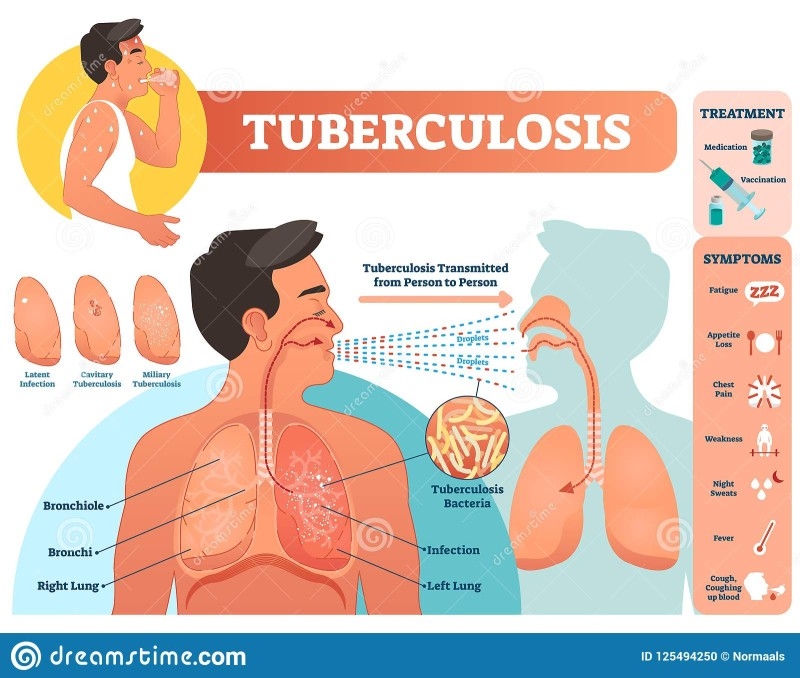 TUBERCULOSIS
TREATMENT
Medication
Vaccination
SYMPTOMS
Fatigue
ZZZ
Appetite
Loss
Chest
Pain
Weakness
Night
Sweats
Fever
Cough,
Coughing
up blood
Tuberculosis Transmitted
from Person to Person
Droplets
Droplets
Latent
Infection
Cavitary
Tuberculosis
Miliary
Tuberculosis
Tuberculosis
Bacteria
Bronchiole
Bronchi
Right Lung
Infection
Left Lung
dreamstime.com
ID 125494250 © Normaals